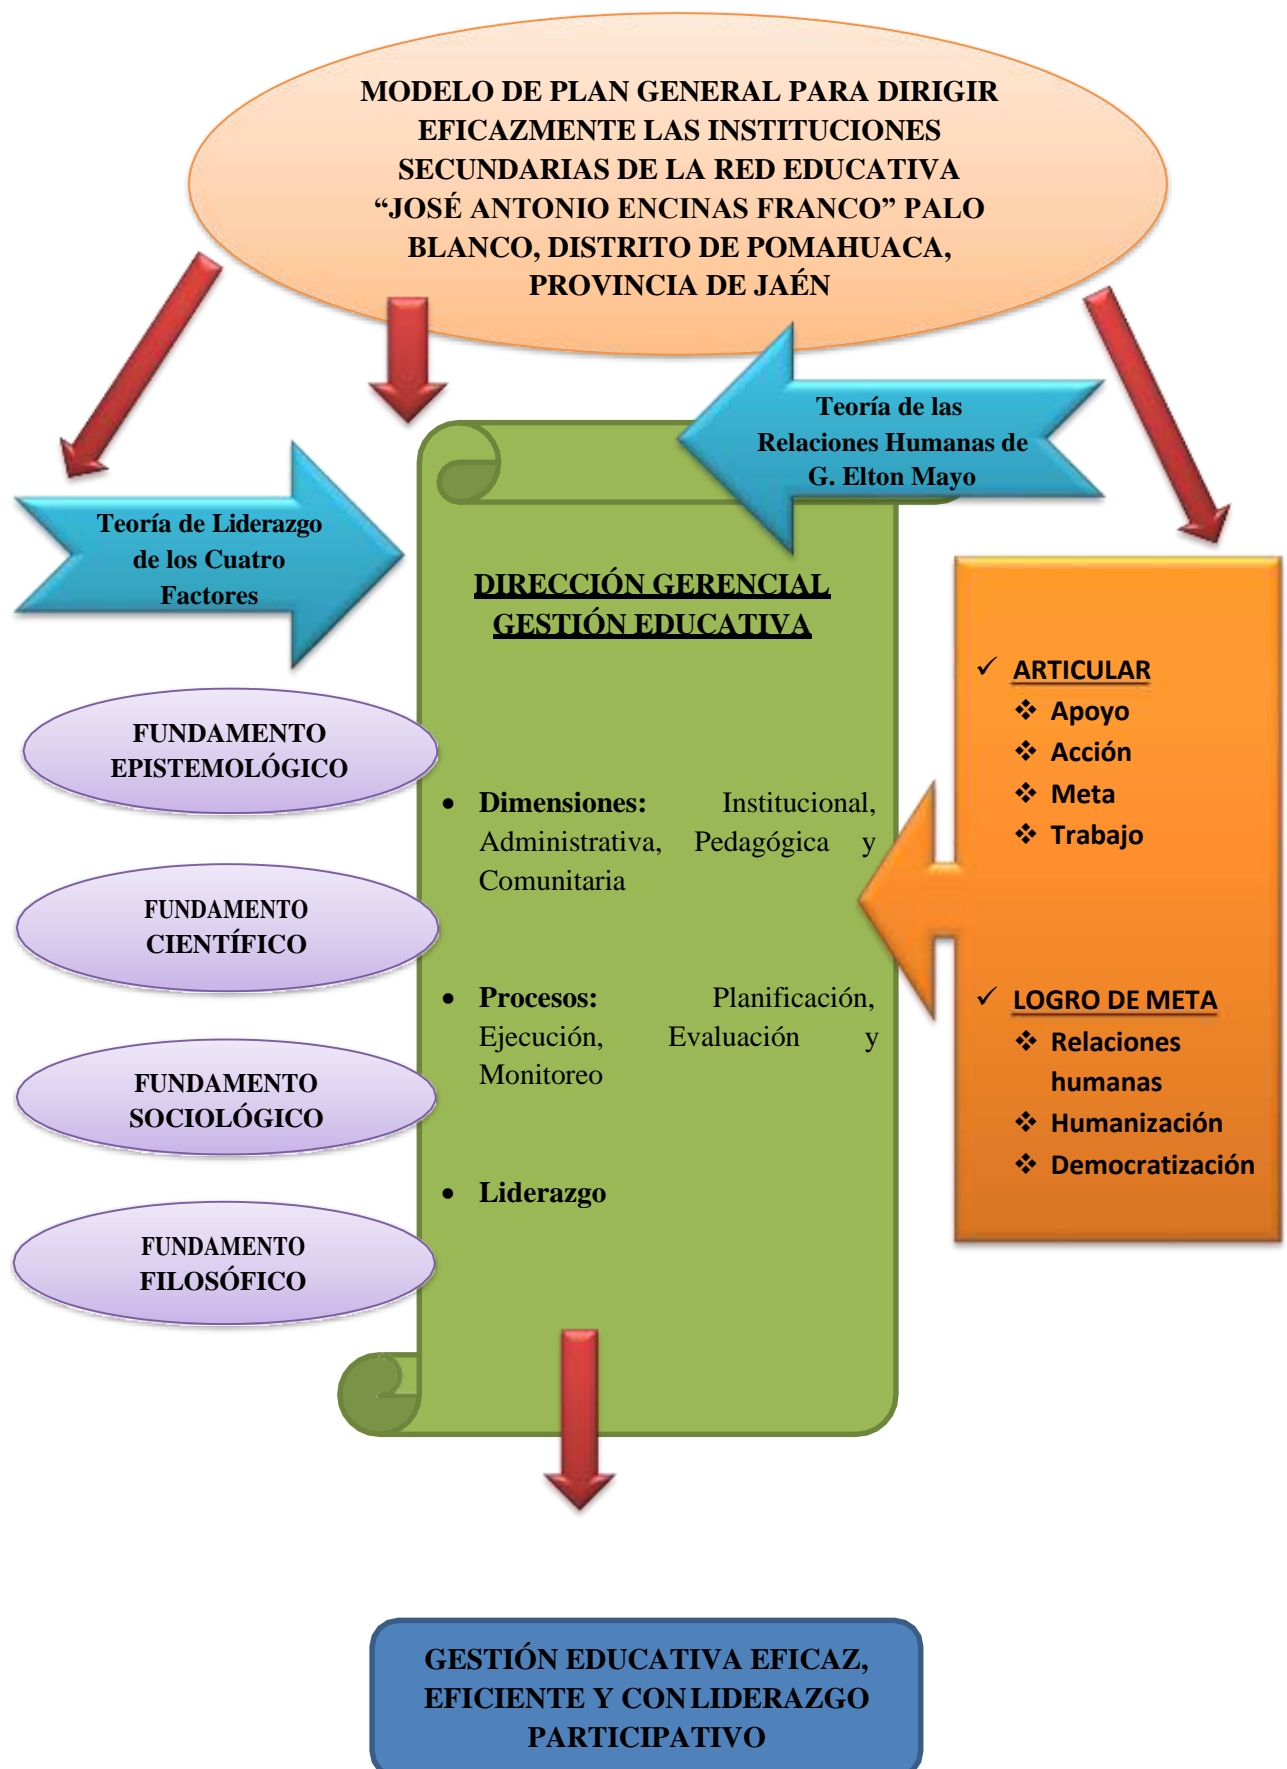 MODELO DE PLAN GENERAL PARA DIRIGIR
EFICAZMENTE LAS INSTITUCIONES
SECUNDARIAS DE LA RED EDUCATIVA
“JOSÉ ANTONIO ENCINAS FRANCO” PALO
BLANCO, DISTRITO DE POMAHUACA,
PROVINCIA DE JAÉN
Teoría de las
Relaciones Humanas de
G. Elton Mayo
Teoría de Liderazgo
de los Cuatro
Factores
DIRECCIÓN GERENCIAL
GESTIÓN EDUCATIVA
• Dimensiones: Institucional,
Administrativa, Pedagógica y
Comunitaria
• Procesos: Planificación,
Ejecución, Evaluación y
Monitoreo
• Liderazgo
FUNDAMENTO
EPISTEMOLÓGICO
FUNDAMENTO
CIENTÍFICO
FUNDAMENTO
SOCIOLÓGICO
FUNDAMENTO
FILOSÓFICO
✓ ARTICULAR
❖ Apoyo
❖ Acción
❖ Meta
❖ Trabajo
✓ LOGRO DE META
❖ Relaciones
humanas
❖ Humanización
❖ Democratización
GESTIÓN EDUCATIVA EFICAZ,
EFICIENTE Y CON LIDERAZGO
PARTICIPATIVO